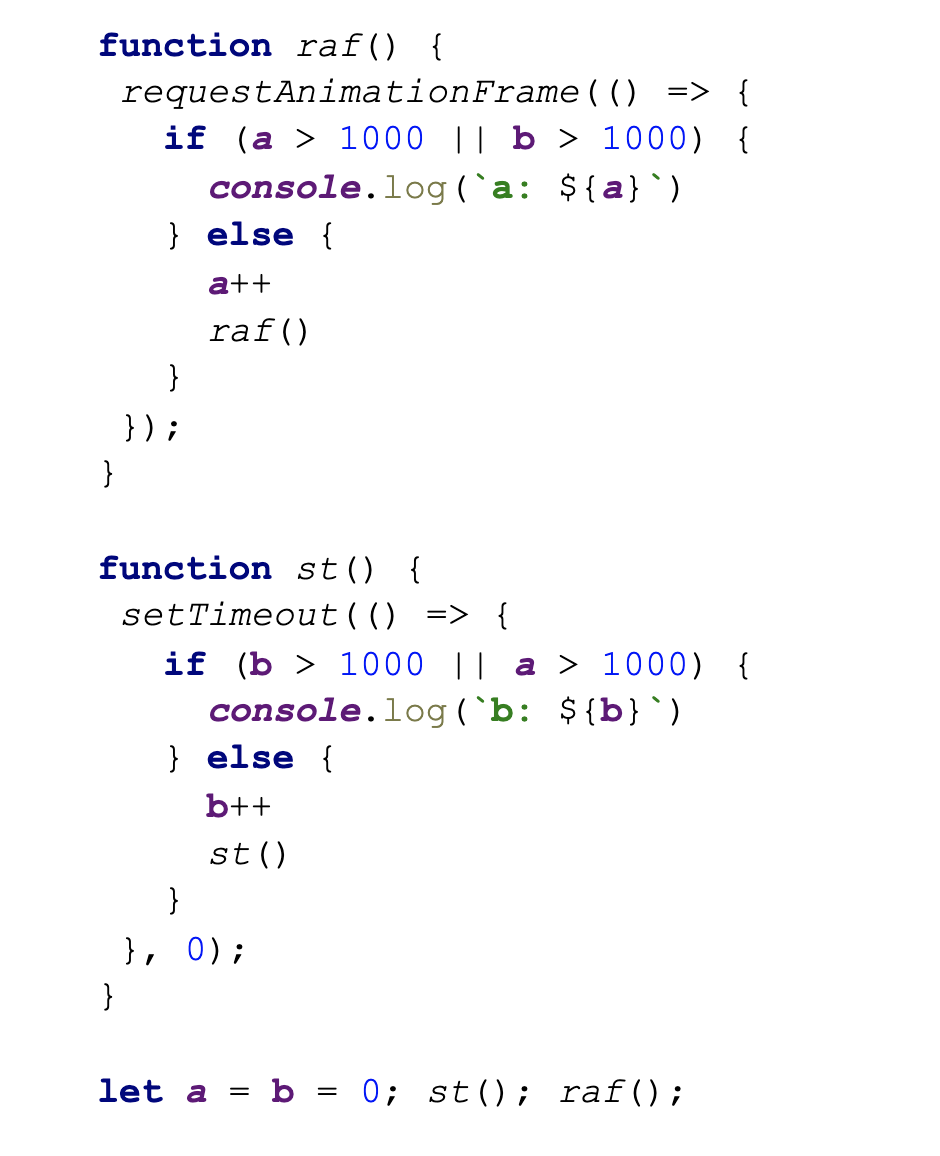 function raf() {
 requestAnimationFrame(() => {
   if (a > 1000 || b > 1000) {
     console.log(`a: ${a}`)
   } else {
     a++
     raf()
   }
 });
}

function st() {
 setTimeout(() => {
   if (b > 1000 || a > 1000) {
     console.log(`b: ${b}`)
   } else {
     b++
     st()
   }
 }, 0);
}

let a = b = 0; st(); raf();